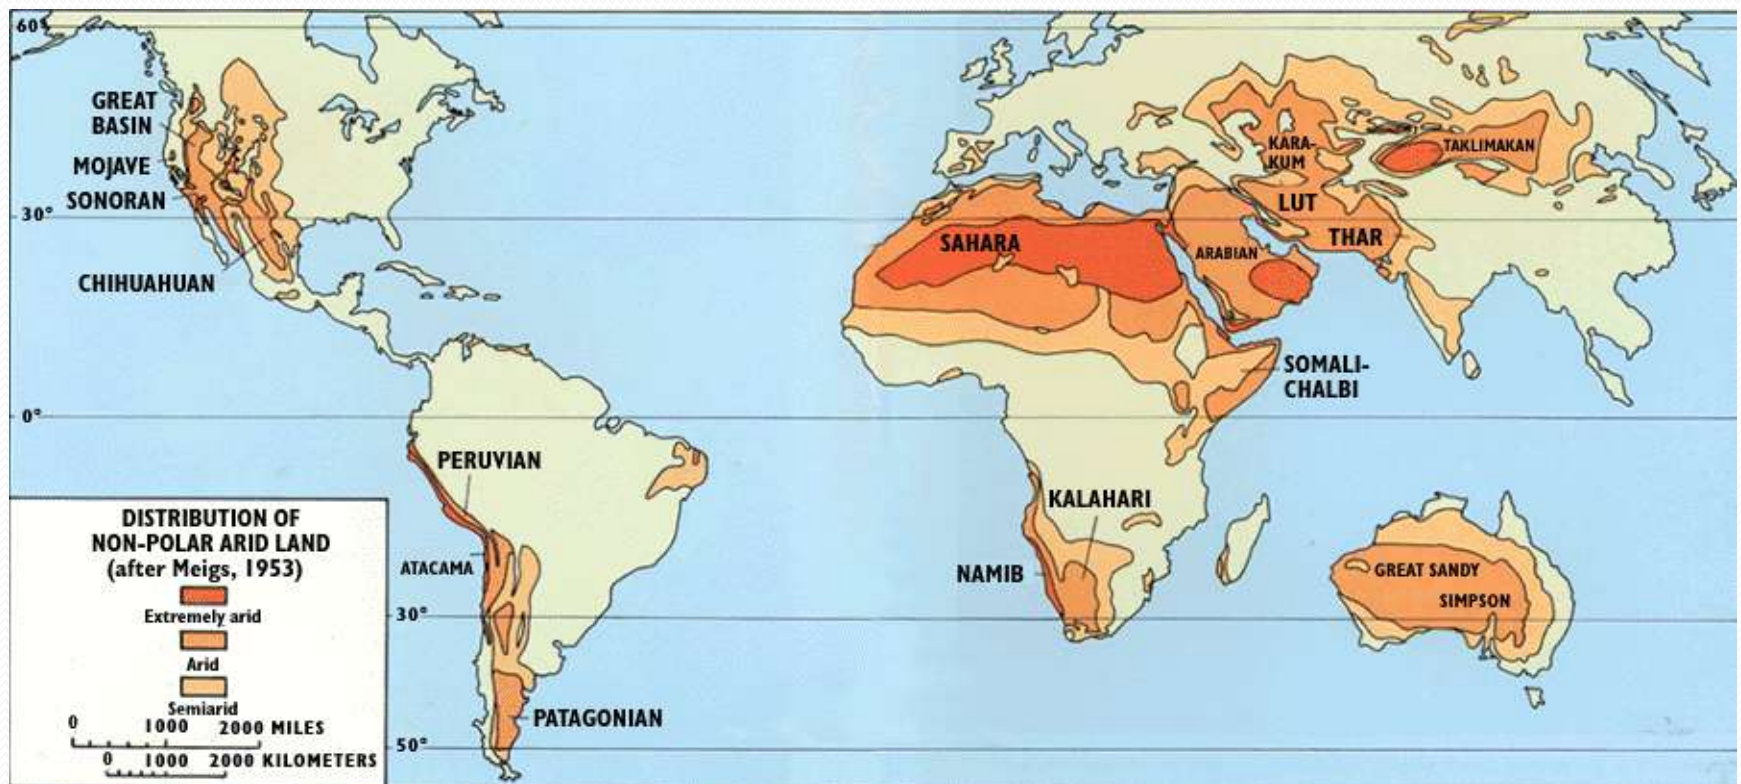 60°
GREAT
BASIN
MOJAVE
SONORAN
30°
CHIHUAHUAN
0°
PERUVIAN
ATACAMA
30°
PATAGONIAN
50°
SAHARA
ARABIAN
KARA-
KUM
TAKLIMAKAN
LUT
THAR
SOMALI-
CHALBI
KALAHARI
NAMIB
GREAT SANDY
SIMPSON
DISTRIBUTION OF
NON-POLAR ARID LAND
(after Meigs, 1953)
Extremely arid
Arid
Semiarid
0 1000 2000 MILES
0 1000 2000 KILOMETERS